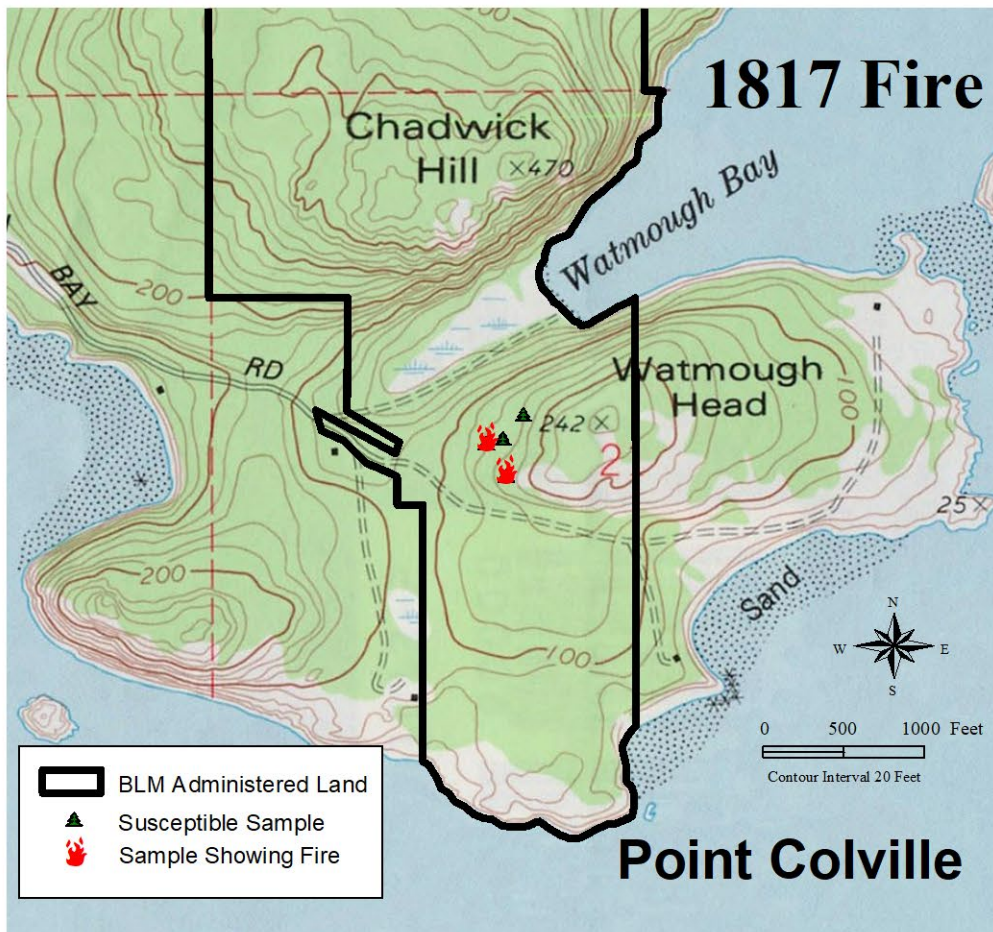 1817 Fire
Chadwick
Hill
×470
Watmough Bay
BAY
200
RD
Watmough
Head
100
242 ×
2
25 ×
200
Sand
100
N
W
E
S
0 500 1000 Feet
Contour Interval 20 Feet
BLM Administered Land
Susceptible Sample
Sample Showing Fire
Point Colville